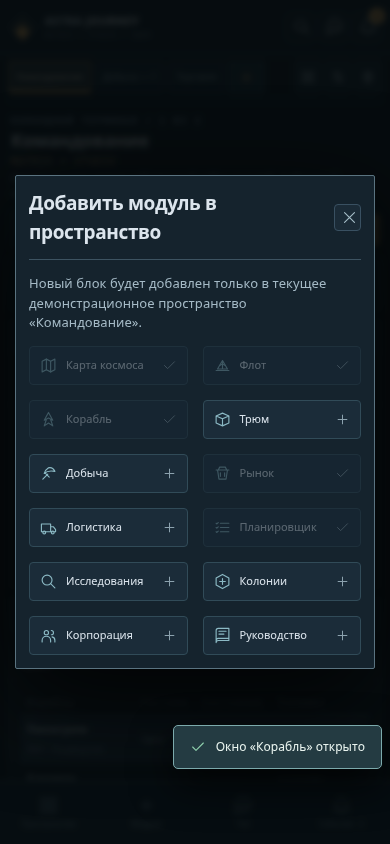 Добавить модуль в
пространство
Новый блок будет добавлен только в текущее
демонстрационное пространство
«Командование».
Карта космоса
Флот
Корабль
Трюм
Добыча
Рынок
Логистика
Планировщик
Исследования
Колонии
Корпорация
Руководство
Окно «Корабль» открыто